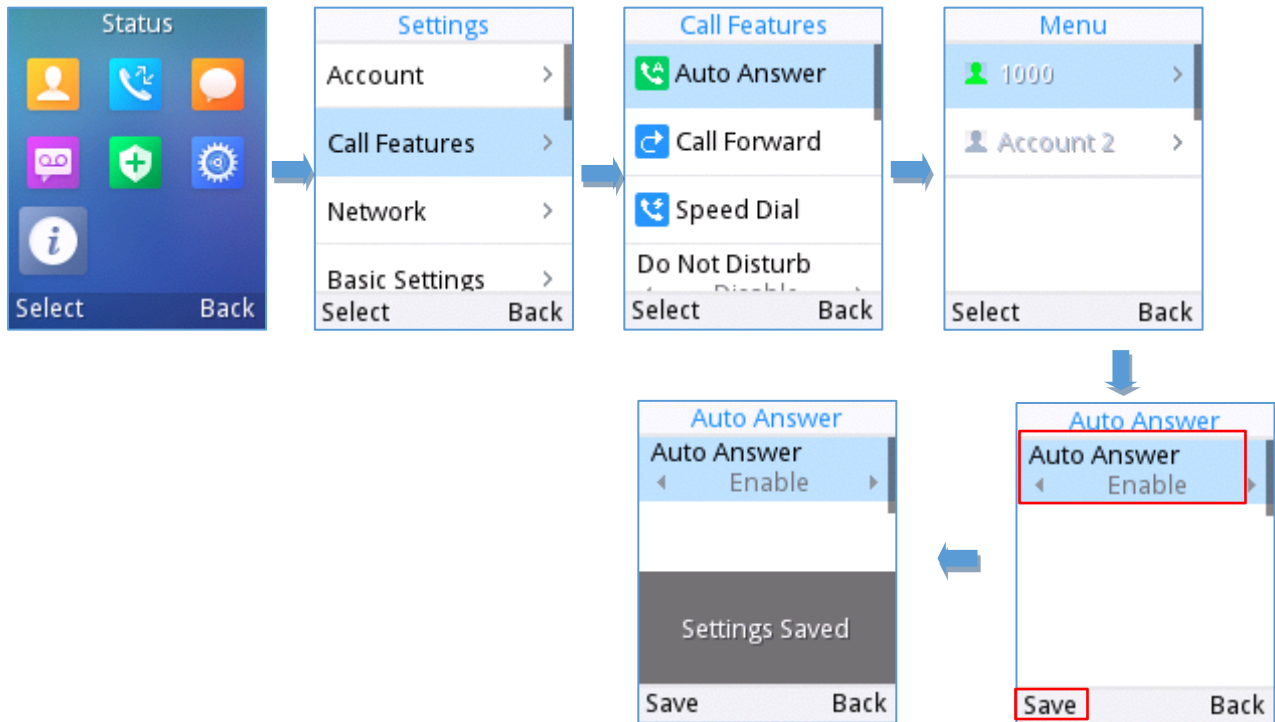 Status
Select Back
Settings
Account
Call Features
Network
Basic Settings
Select Back
Call Features
Auto Answer
Call Forward
Speed Dial
Do Not Disturb
Select Back
Menu
1000
Account 2
Select Back
Auto Answer
Auto Answer
Enable
Save Back
Auto Answer
Auto Answer
Enable
Settings Saved
Save Back